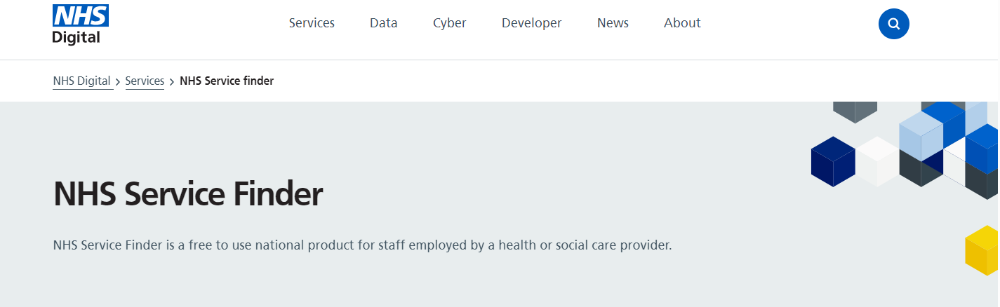 NHS
Digital
Services Data Cyber Developer News About
NHS Digital > Services > NHS Service finder
NHS Service Finder
NHS Service Finder is a free to use national product for staff employed by a health or social care provider.